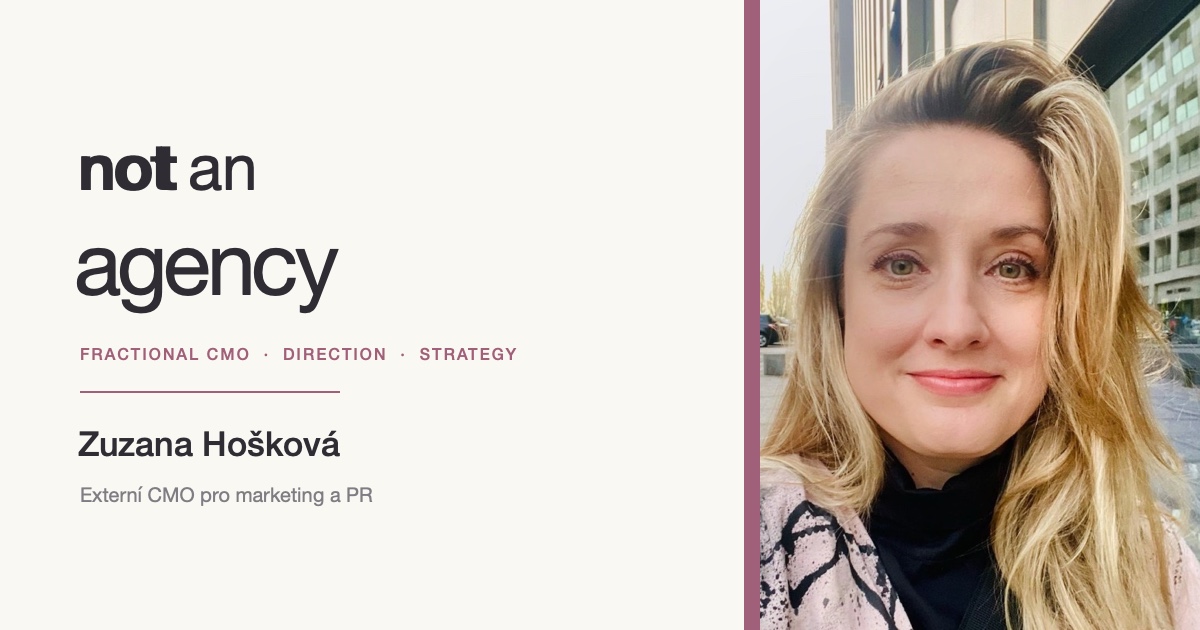 not an
agency
FRACTIONAL CMO · DIRECTION · STRATEGY
Zuzana Hošková
Externí CMO pro marketing a PR